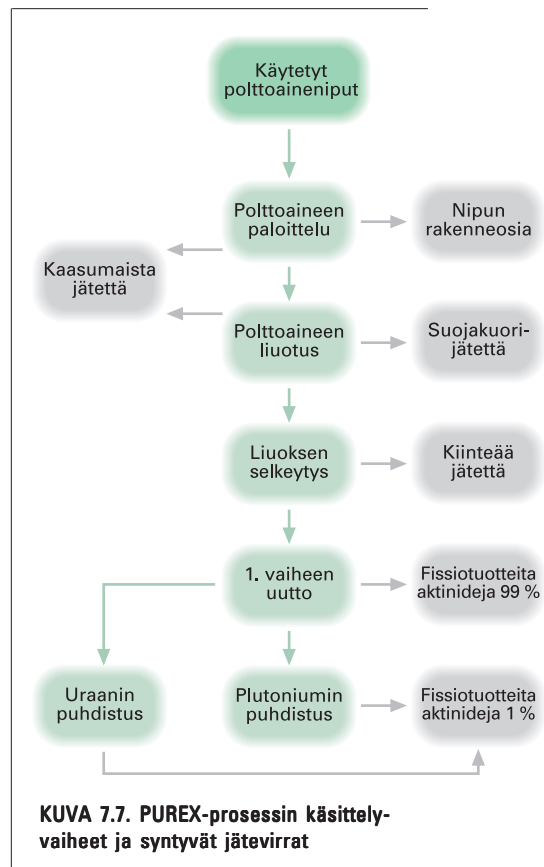 Käytetyt
polttoaineniput
Polttoaineen
paloittelu
Nipun
rakenneosia
Kaasumaista
jätettä
Polttoaineen
liuotus
Suojakuori-
jätettä
Liuoksen
selkeytys
Kiinteää
jätettä
1. vaiheen
uutto
Fissiotuotteita
aktinideja 99 %
Uraanin
puhdistus
Plutoniumin
puhdistus
Fissiotuotteita
aktinideja 1 %
KUVA 7.7. PUREX-prosessin käsittely-
vaiheet ja syntyvät jätevirrat